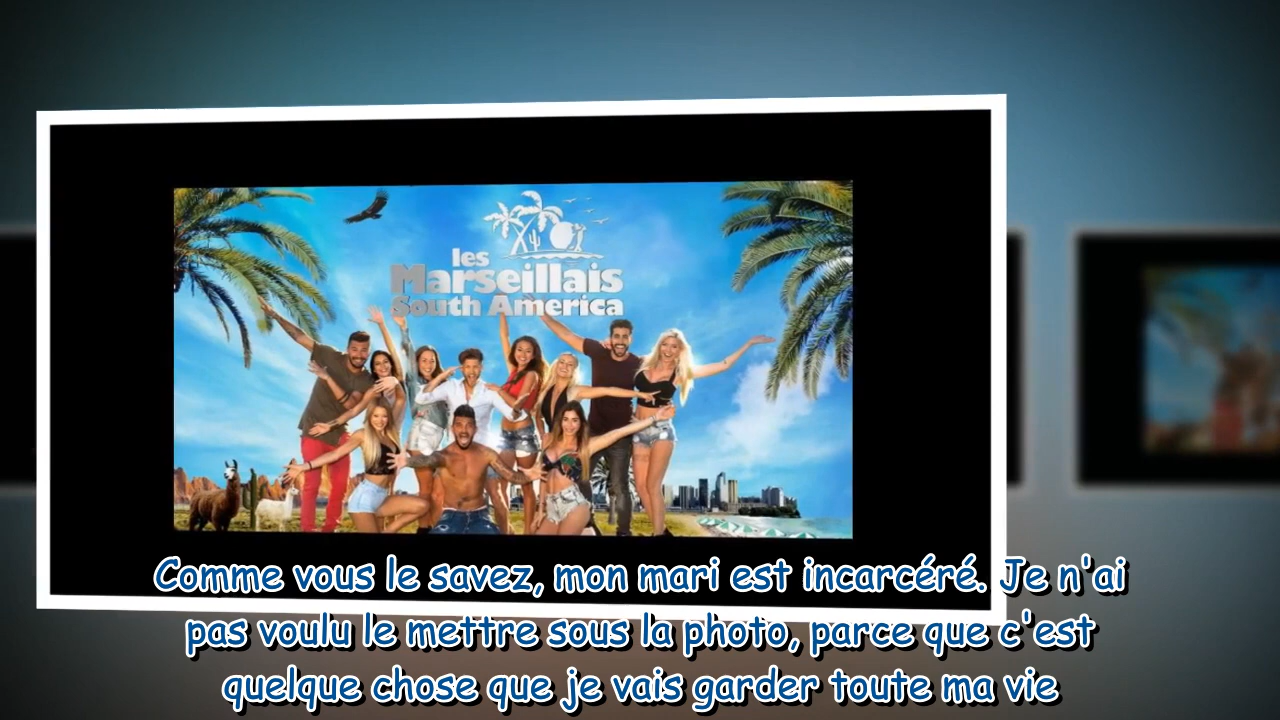 les
Marseillais
South America
Comme vous le savez, mon mari est incarcéré. Je n'ai
pas voulu le mettre sous la photo, parce que c'est
quelque chose que je vais garder toute ma vie